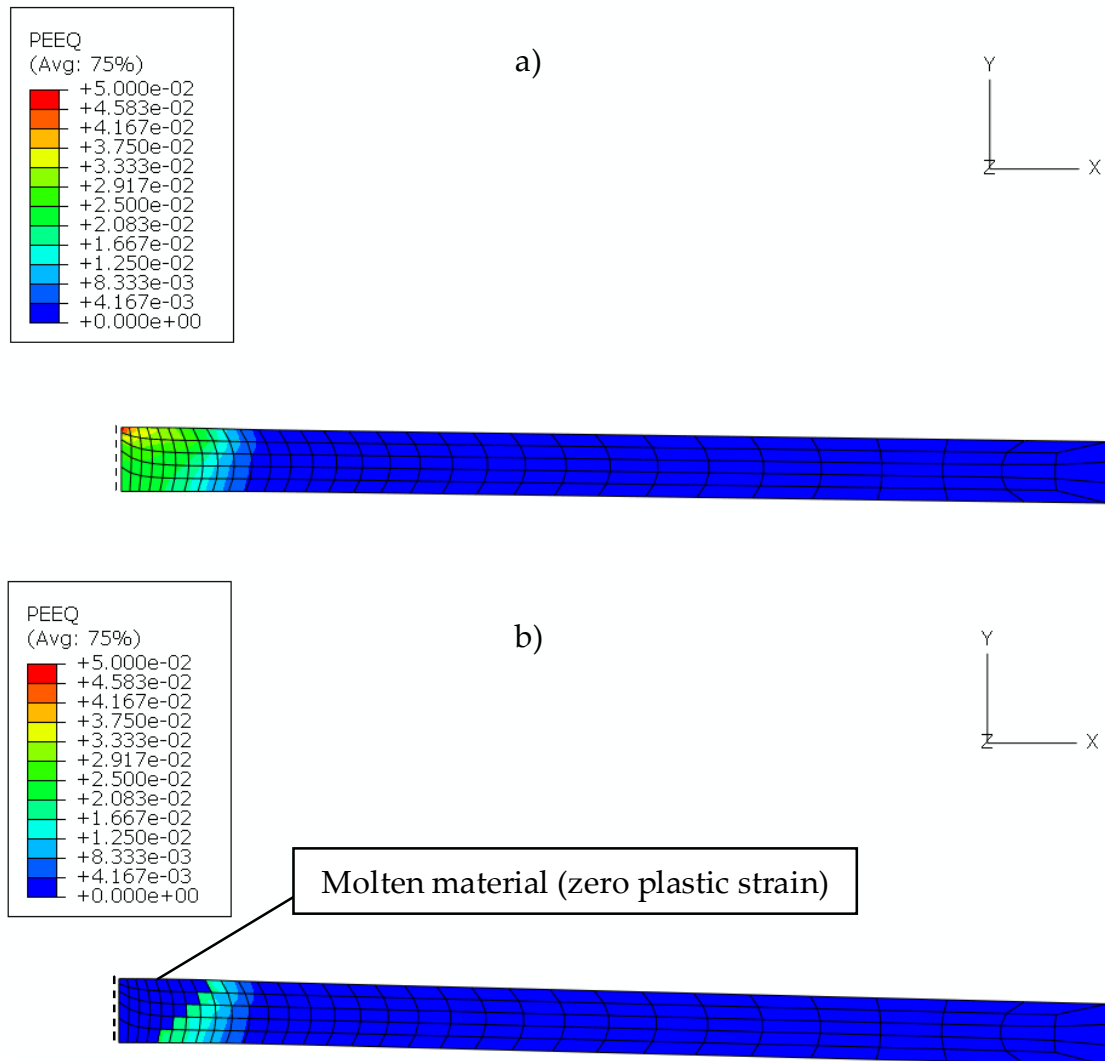 PEEQ
(Avg: 75%)
+5.000e-02
+4.583e-02
+4.167e-02
+3.750e-02
+3.333e-02
+2.917e-02
+2.500e-02
+2.083e-02
+1.667e-02
+1.250e-02
+8.333e-03
+4.167e-03
+0.000e+00
a)
Y
Z
X
PEEQ
(Avg: 75%)
+5.000e-02
+4.583e-02
+4.167e-02
+3.750e-02
+3.333e-02
+2.917e-02
+2.500e-02
+2.083e-02
+1.667e-02
+1.250e-02
+8.333e-03
+4.167e-03
+0.000e+00
b)
Y
Z
X
Molten material (zero plastic strain)